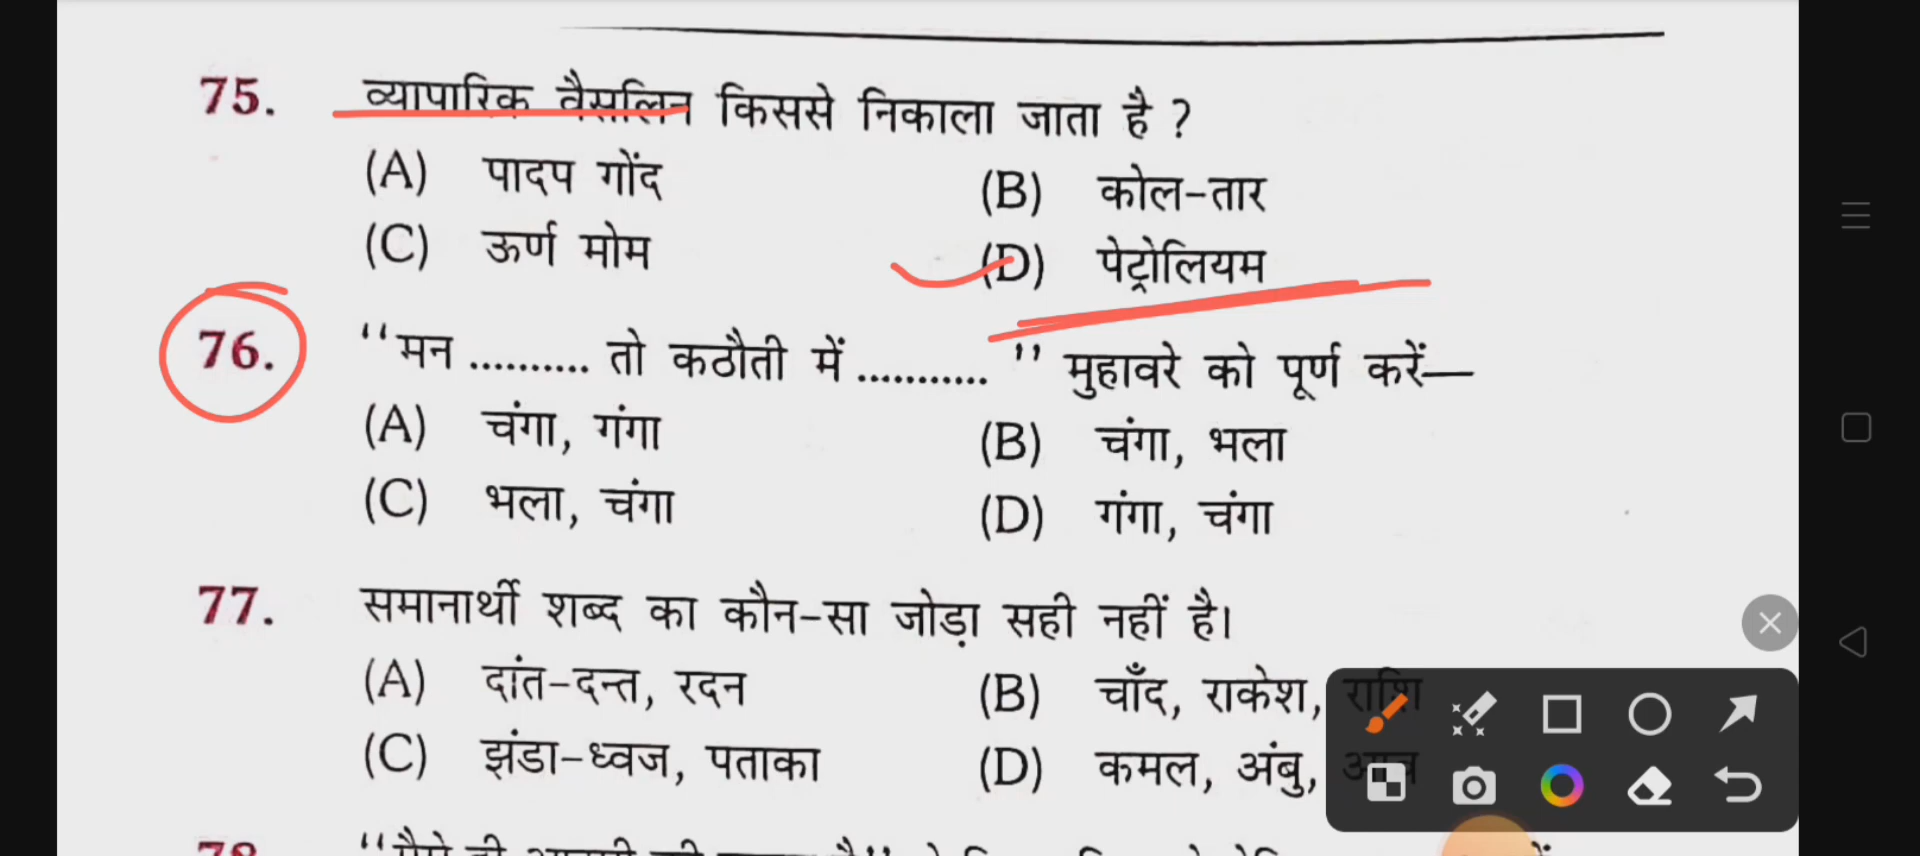 75. व्यापारिक वैसलिन किससे निकाला जाता है ?
(A) पादप गोंद (B) कोल-तार
(C) ऊर्ण मोम (D) पेट्रोलियम
76. ‘‘मन .......... तो कठौती में ........... ’’ मुहावरे को पूर्ण करें—
(A) चंगा, गंगा (B) चंगा, भला
(C) भला, चंगा (D) गंगा, चंगा
77. समानार्थी शब्द का कौन-सा जोड़ा सही नहीं है।
(A) दांत-दन्त, रदन (B) चाँद, राकेश, राशि
(C) झंडा-ध्वज, पताका (D) कमल, अंबु,
78.